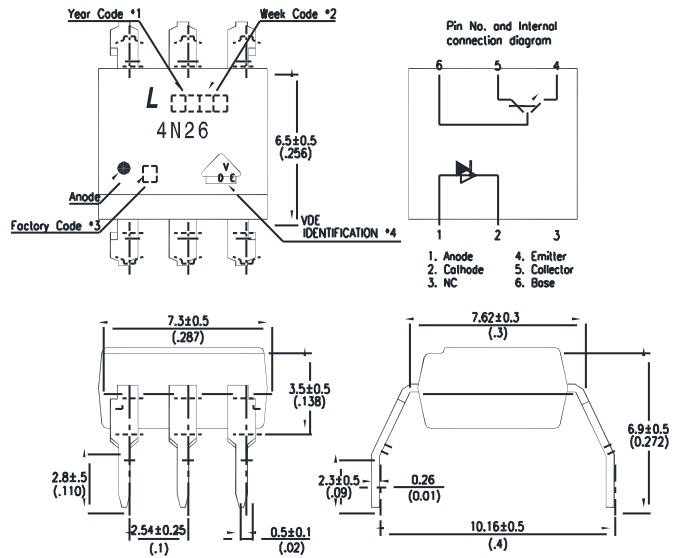 Year Code *1
Week Code *2
Pin No. and Internal
connection diagram
6 5 4
L
4N26
6.5±0.5
(.256)
V
D E
Anode
Factory Code *3
VDE
IDENTIFICATION *4
1 2 3
1. Anode
2. Cathode
3. NC
4. Emitter
5. Collector
6. Base
7.3±0.5
(.287)
7.62±0.3
(.3)
3.5±0.5
(.138)
6.9±0.5
(0.272)
2.8±.5
(.110)
2.3±0.5
(.09)
0.26
(0.01)
2.54±0.25
(.1)
0.5±0.1
(.02)
10.16±0.5
(.4)